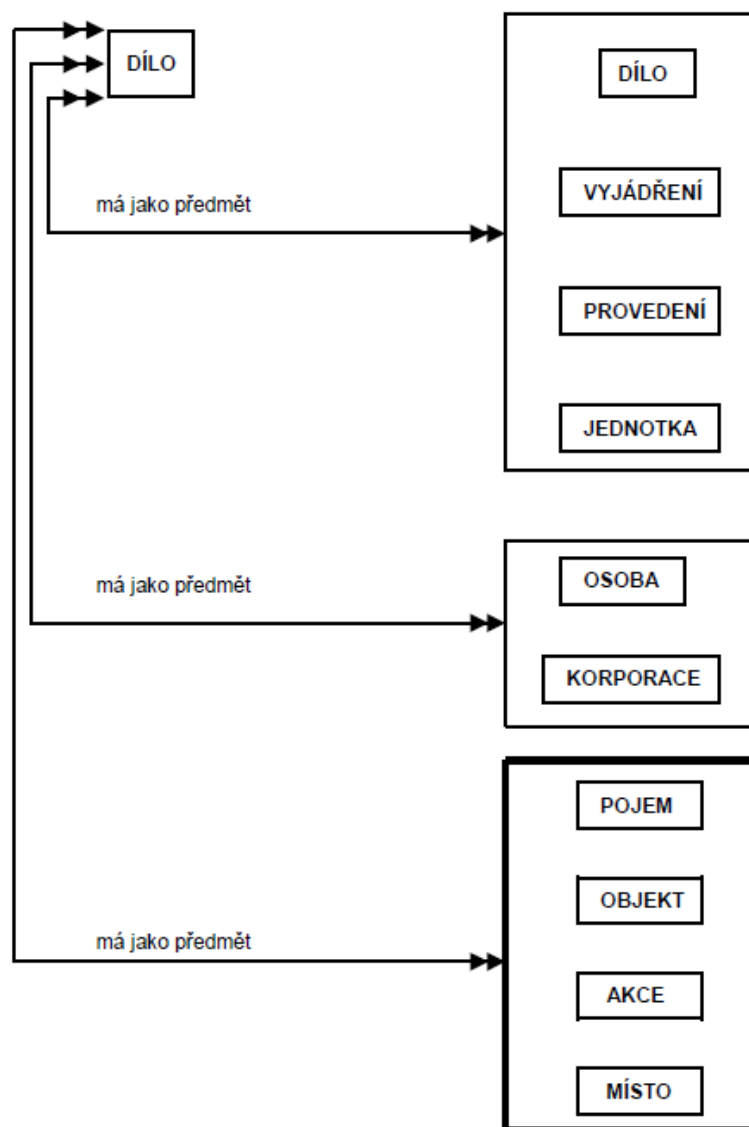 DÍLO
DÍLO
VYJÁDŘENÍ
má jako předmět
PROVEDENÍ
JEDNOTKA
má jako předmět
OSOBA
KORPORACE
POJEM
OBJEKT
má jako předmět
AKCE
MÍSTO